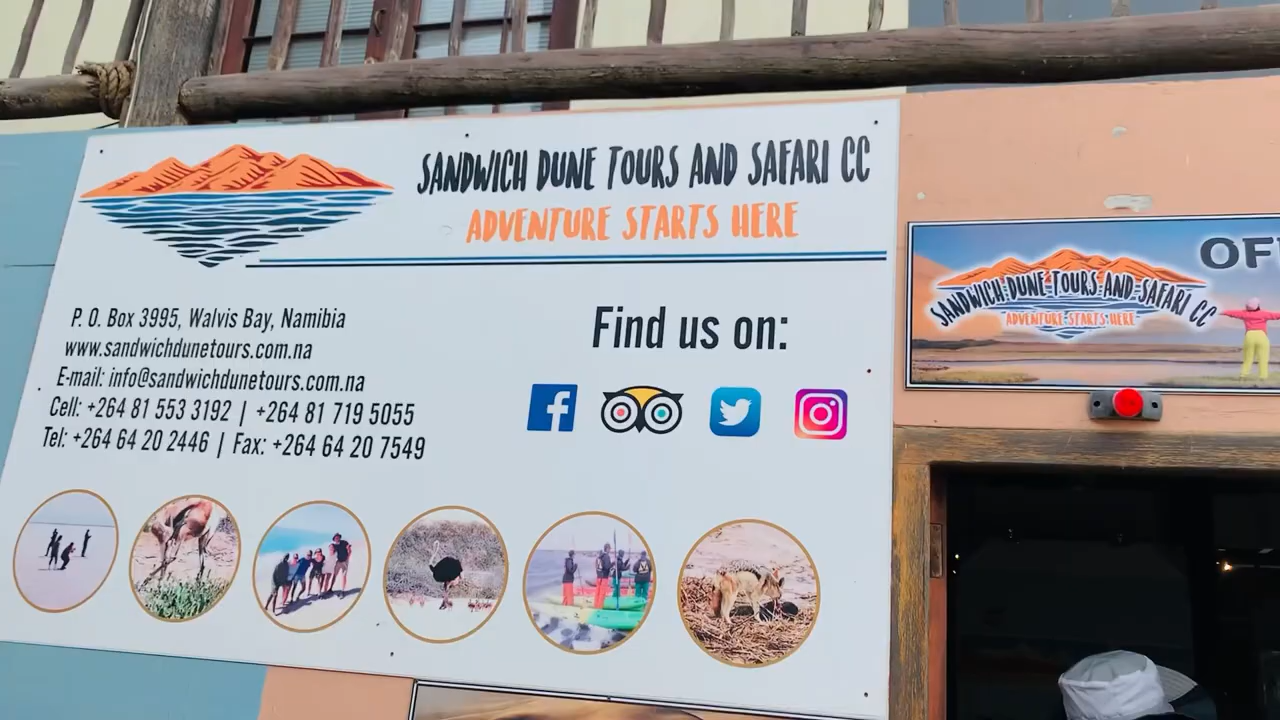 SANDWICH DUNE TOURS AND SAFARI CC
ADVENTURE STARTS HERE
P. O. Box 3995, Walvis Bay, Namibia
www.sandwichdunetours.com.na
E-mail: info@sandwichdunetours.com.na
Cell: +264 81 553 3192 | +264 81 719 5055
Tel: +264 64 20 2446 | Fax: +264 64 20 7549
Find us on:
SANDWICH DUNE TOURS AND SAFARI CC
ADVENTURE STARTS HERE